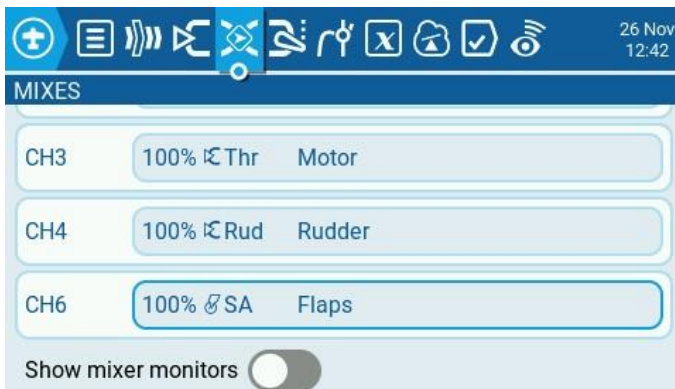 26 Nov
12:42
MIXES
CH3 100% Thr Motor
CH4 100% Rud Rudder
CH6 100% SA Flaps
Show mixer monitors